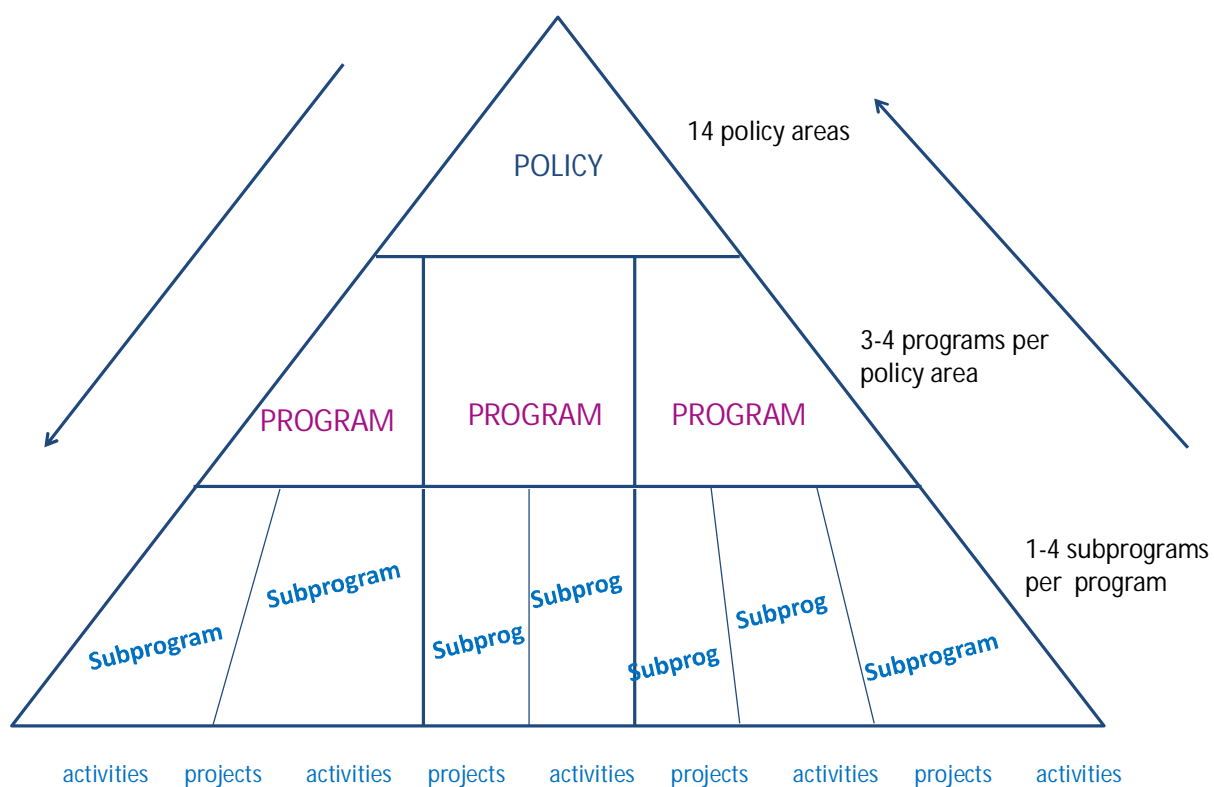 14 policy areas
POLICY
3-4 programs per
policy area
PROGRAM PROGRAM PROGRAM
1-4 subprograms
per program
Subprogram Subprogram Subprog Subprog Subprog Subprog Subprogram
activities projects activities projects activities projects activities projects activities